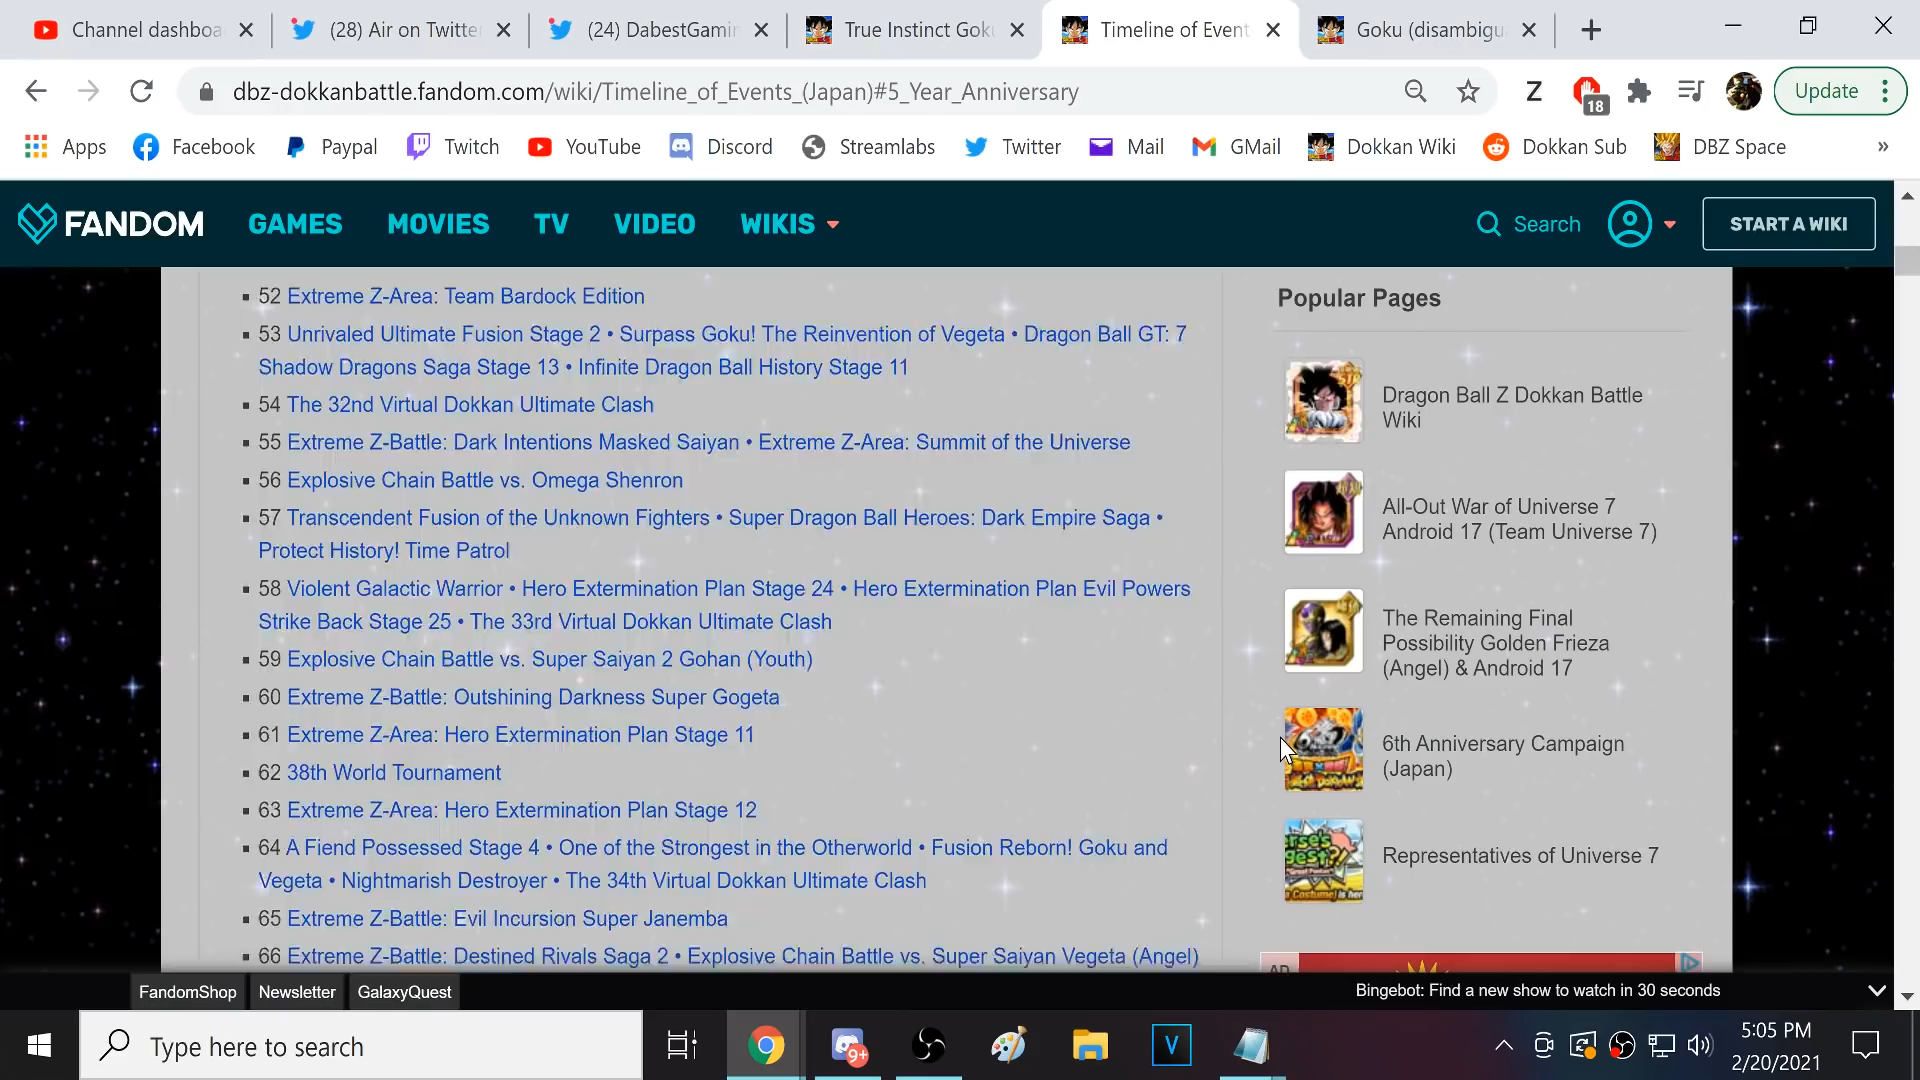 Channel dashboa
(28) Air on Twitte
(24) DabestGamin
True Instinct Goku
Timeline of Event
Goku (disambigu
dbz-dokkanbattle.fandom.com/wiki/Timeline_of_Events_(Japan)#5_Year_Anniversary
Z
18
Update
Apps
Facebook
Paypal
Twitch
YouTube
Discord
Streamlabs
Twitter
Mail
GMail
Dokkan Wiki
Dokkan Sub
DBZ Space
»
FANDOM
GAMES
MOVIES
TV
VIDEO
WIKIS
Search
START A WIKI
52 Extreme Z-Area: Team Bardock Edition
53 Unrivaled Ultimate Fusion Stage 2 • Surpass Goku! The Reinvention of Vegeta • Dragon Ball GT: 7
Shadow Dragons Saga Stage 13 • Infinite Dragon Ball History Stage 11
54 The 32nd Virtual Dokkan Ultimate Clash
55 Extreme Z-Battle: Dark Intentions Masked Saiyan • Extreme Z-Area: Summit of the Universe
56 Explosive Chain Battle vs. Omega Shenron
57 Transcendent Fusion of the Unknown Fighters • Super Dragon Ball Heroes: Dark Empire Saga •
Protect History! Time Patrol
58 Violent Galactic Warrior • Hero Extermination Plan Stage 24 • Hero Extermination Plan Evil Powers
Strike Back Stage 25 • The 33rd Virtual Dokkan Ultimate Clash
59 Explosive Chain Battle vs. Super Saiyan 2 Gohan (Youth)
60 Extreme Z-Battle: Outshining Darkness Super Gogeta
61 Extreme Z-Area: Hero Extermination Plan Stage 11
62 38th World Tournament
63 Extreme Z-Area: Hero Extermination Plan Stage 12
64 A Fiend Possessed Stage 4 • One of the Strongest in the Otherworld • Fusion Reborn! Goku and
Vegeta • Nightmarish Destroyer • The 34th Virtual Dokkan Ultimate Clash
65 Extreme Z-Battle: Evil Incursion Super Janemba
66 Extreme Z-Battle: Destined Rivals Saga 2 • Explosive Chain Battle vs. Super Saiyan Vegeta (Angel)
Popular Pages
Dragon Ball Z Dokkan Battle
Wiki
All-Out War of Universe 7
Android 17 (Team Universe 7)
The Remaining Final
Possibility Golden Frieza
(Angel) & Android 17
6th Anniversary Campaign
(Japan)
Representatives of Universe 7
AD
FandomShop
Newsletter
GalaxyQuest
Bingebot: Find a new show to watch in 30 seconds
Type here to search
9+
V
5:05 PM
2/20/2021